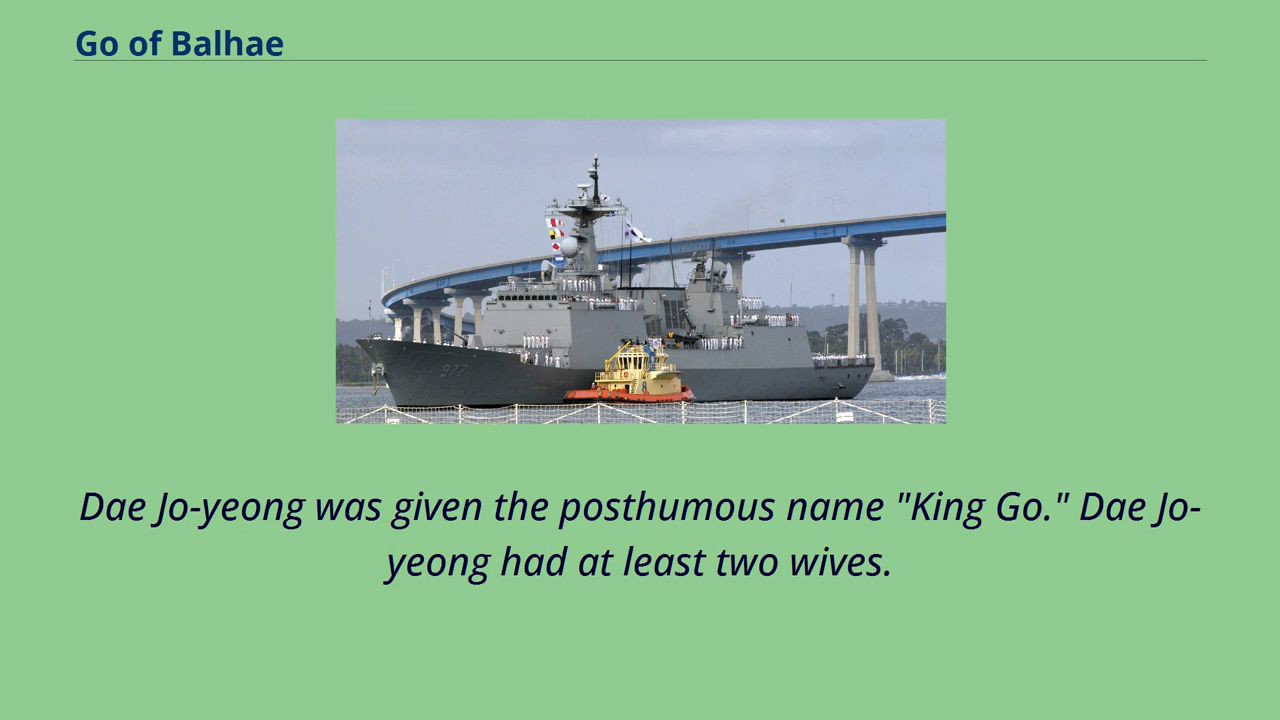 Go of Balhae
977
Dae Jo-yeong was given the posthumous name "King Go." Dae Jo-
yeong had at least two wives.